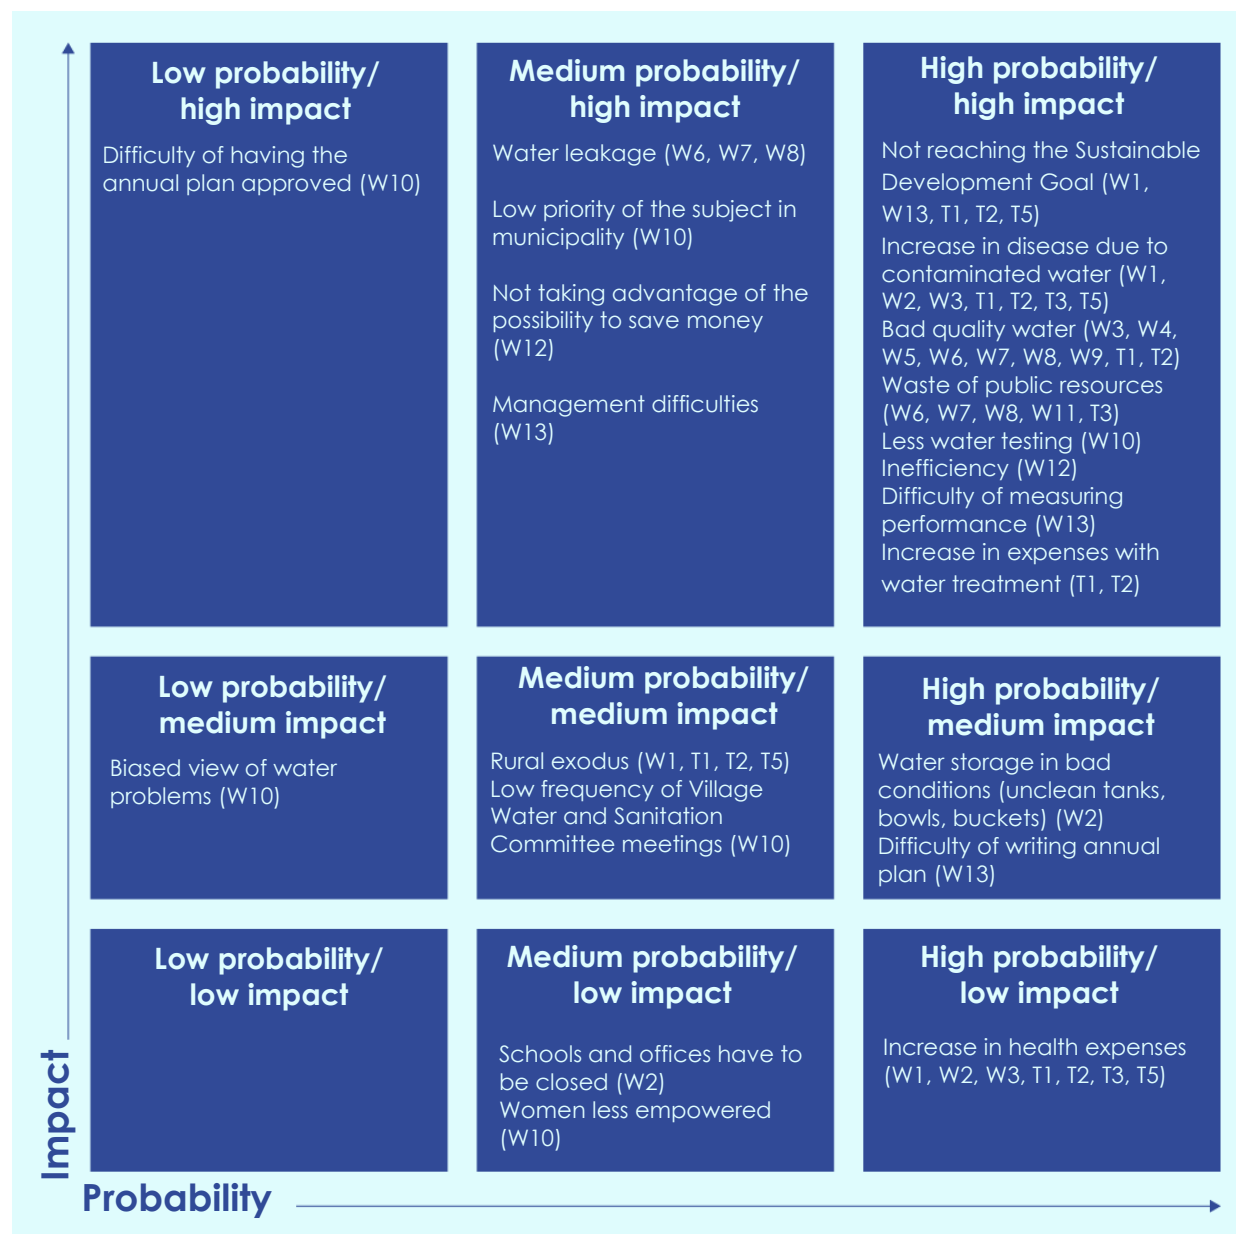 Low probability/
high impact
Difficulty of having the
annual plan approved (W10)
Medium probability/
high impact
Water leakage (W6, W7, W8)
Low priority of the subject in
municipality (W10)
Not taking advantage of the
possibility to save money
(W12)
Management difficulties
(W13)
High probability/
high impact
Not reaching the Sustainable
Development Goal (W1,
W13, T1, T2, T5)
Increase in disease due to
contaminated water (W1,
W2, W3, T1, T2, T3, T5)
Bad quality water (W3, W4,
W5, W6, W7, W8, W9, T1, T2)
Waste of public resources
(W6, W7, W8, W11, T3)
Less water testing (W10)
Inefficiency (W12)
Difficulty of measuring
performance (W13)
Increase in expenses with
water treatment (T1, T2)
Low probability/
medium impact
Biased view of water
problems (W10)
Medium probability/
medium impact
Rural exodus (W1, T1, T2, T5)
Low frequency of Village
Water and Sanitation
Committee meetings (W10)
High probability/
medium impact
Water storage in bad
conditions (unclean tanks,
bowls, buckets) (W2)
Difficulty of writing annual
plan (W13)
Low probability/
low impact
Medium probability/
low impact
Schools and offices have to
be closed (W2)
Women less empowered
(W10)
High probability/
low impact
Increase in health expenses
(W1, W2, W3, T1, T2, T3, T5)
Impact
Probability